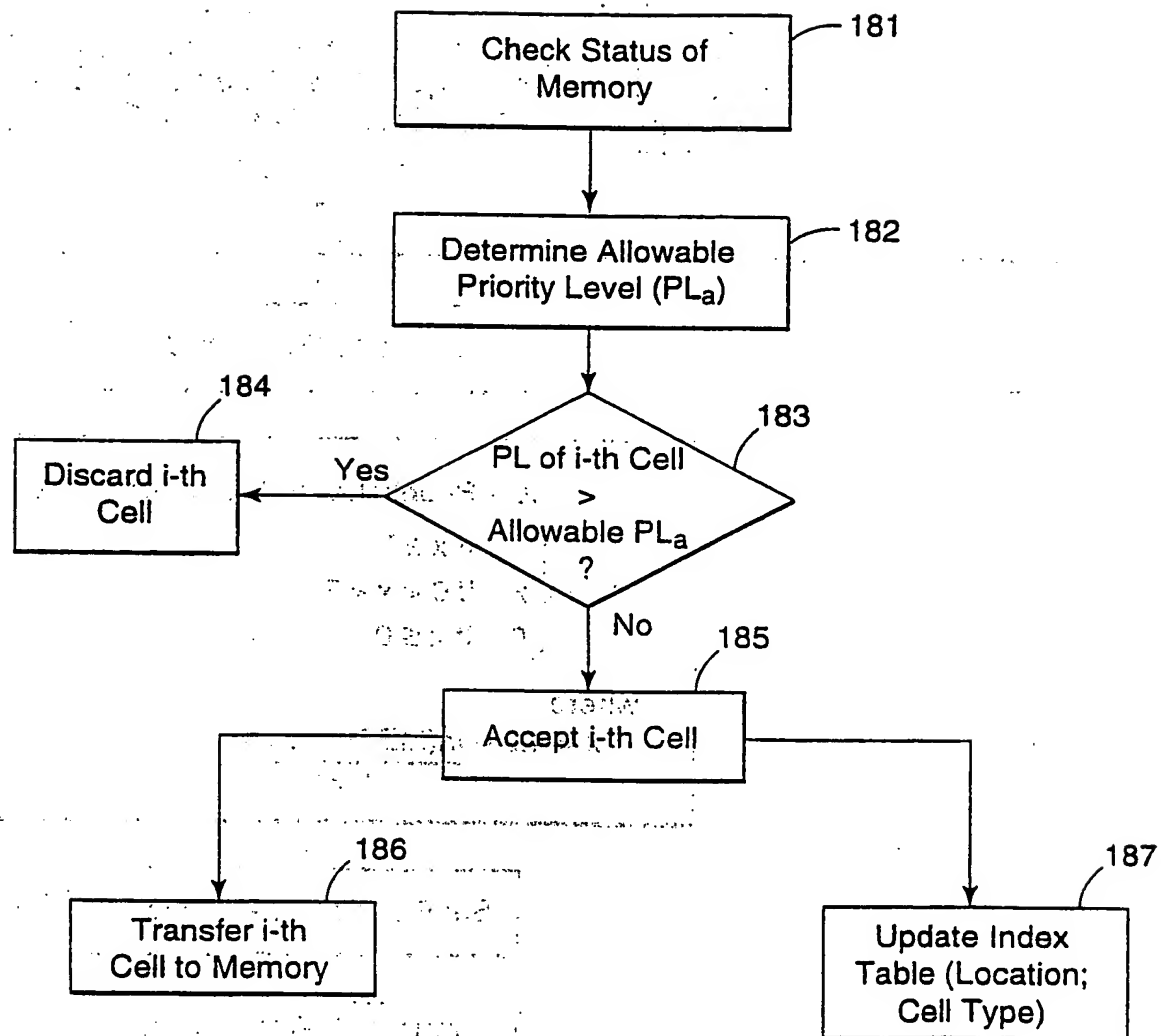 181
Check Status of
Memory
182
Determine Allowable
Priority Level (PLa)
184
183
Discard i-th
Cell
Yes
PL of i-th Cell
>
Allowable PLa
?
No
185
Accept i-th Cell
186
187
Transfer i-th
Cell to Memory
Update Index
Table (Location;
Cell Type)